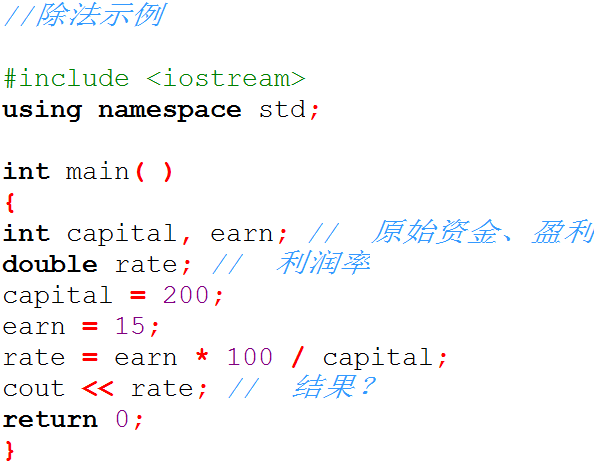 //除法示例
#include <iostream>
using namespace std;
int main( )
{
int capital, earn; //  原始资金、盈利
double rate; //  利润率
capital = 200;
earn = 15;
rate = earn * 100 / capital;
cout << rate; //  结果？
return 0;
}